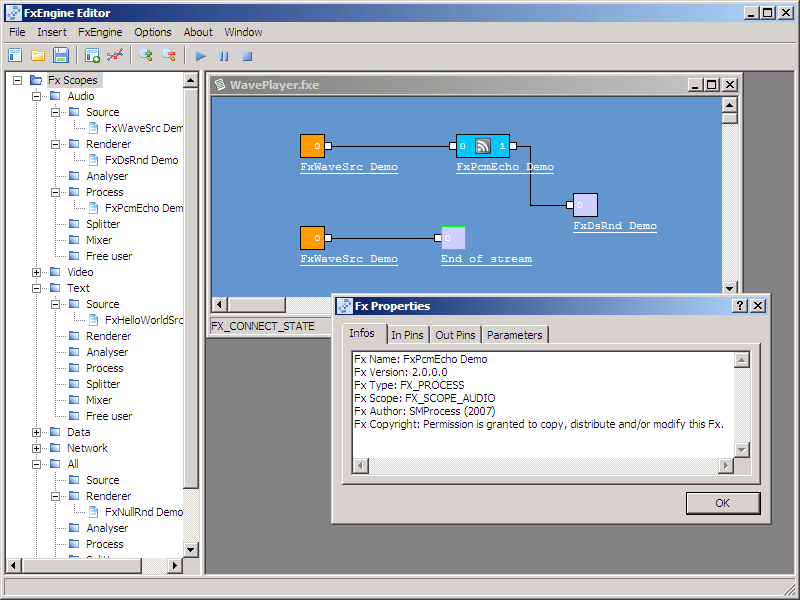 FxEngine Editor
File Insert FxEngine Options About Window
Fx Scopes
Audio
Source
FxWaveSrc Dem
Renderer
FxDsRnd Demo
Analyser
Process
FxPcmEcho Dem
Splitter
Mixer
Free user
Video
Text
Source
FxHelloWorldSrc
Renderer
Analyser
Process
Splitter
Mixer
Free user
Data
Network
All
Source
Renderer
FxNullRnd Demo
Analyser
Process
WavePlayer.fxe
0
0 1
FxWaveSrc Demo
FxPcmEcho Demo
0
FxDsRnd Demo
0
0
FxWaveSrc Demo
End of stream
FX_CONNECT_STATE
Fx Properties
Infos In Pins Out Pins Parameters
Fx Name: FxPcmEcho Demo
Fx Version: 2.0.0.0
Fx Type: FX_PROCESS
Fx Scope: FX_SCOPE_AUDIO
Fx Author: SMProcess (2007)
Fx Copyright: Permission is granted to copy, distribute and/or modify this Fx.
OK